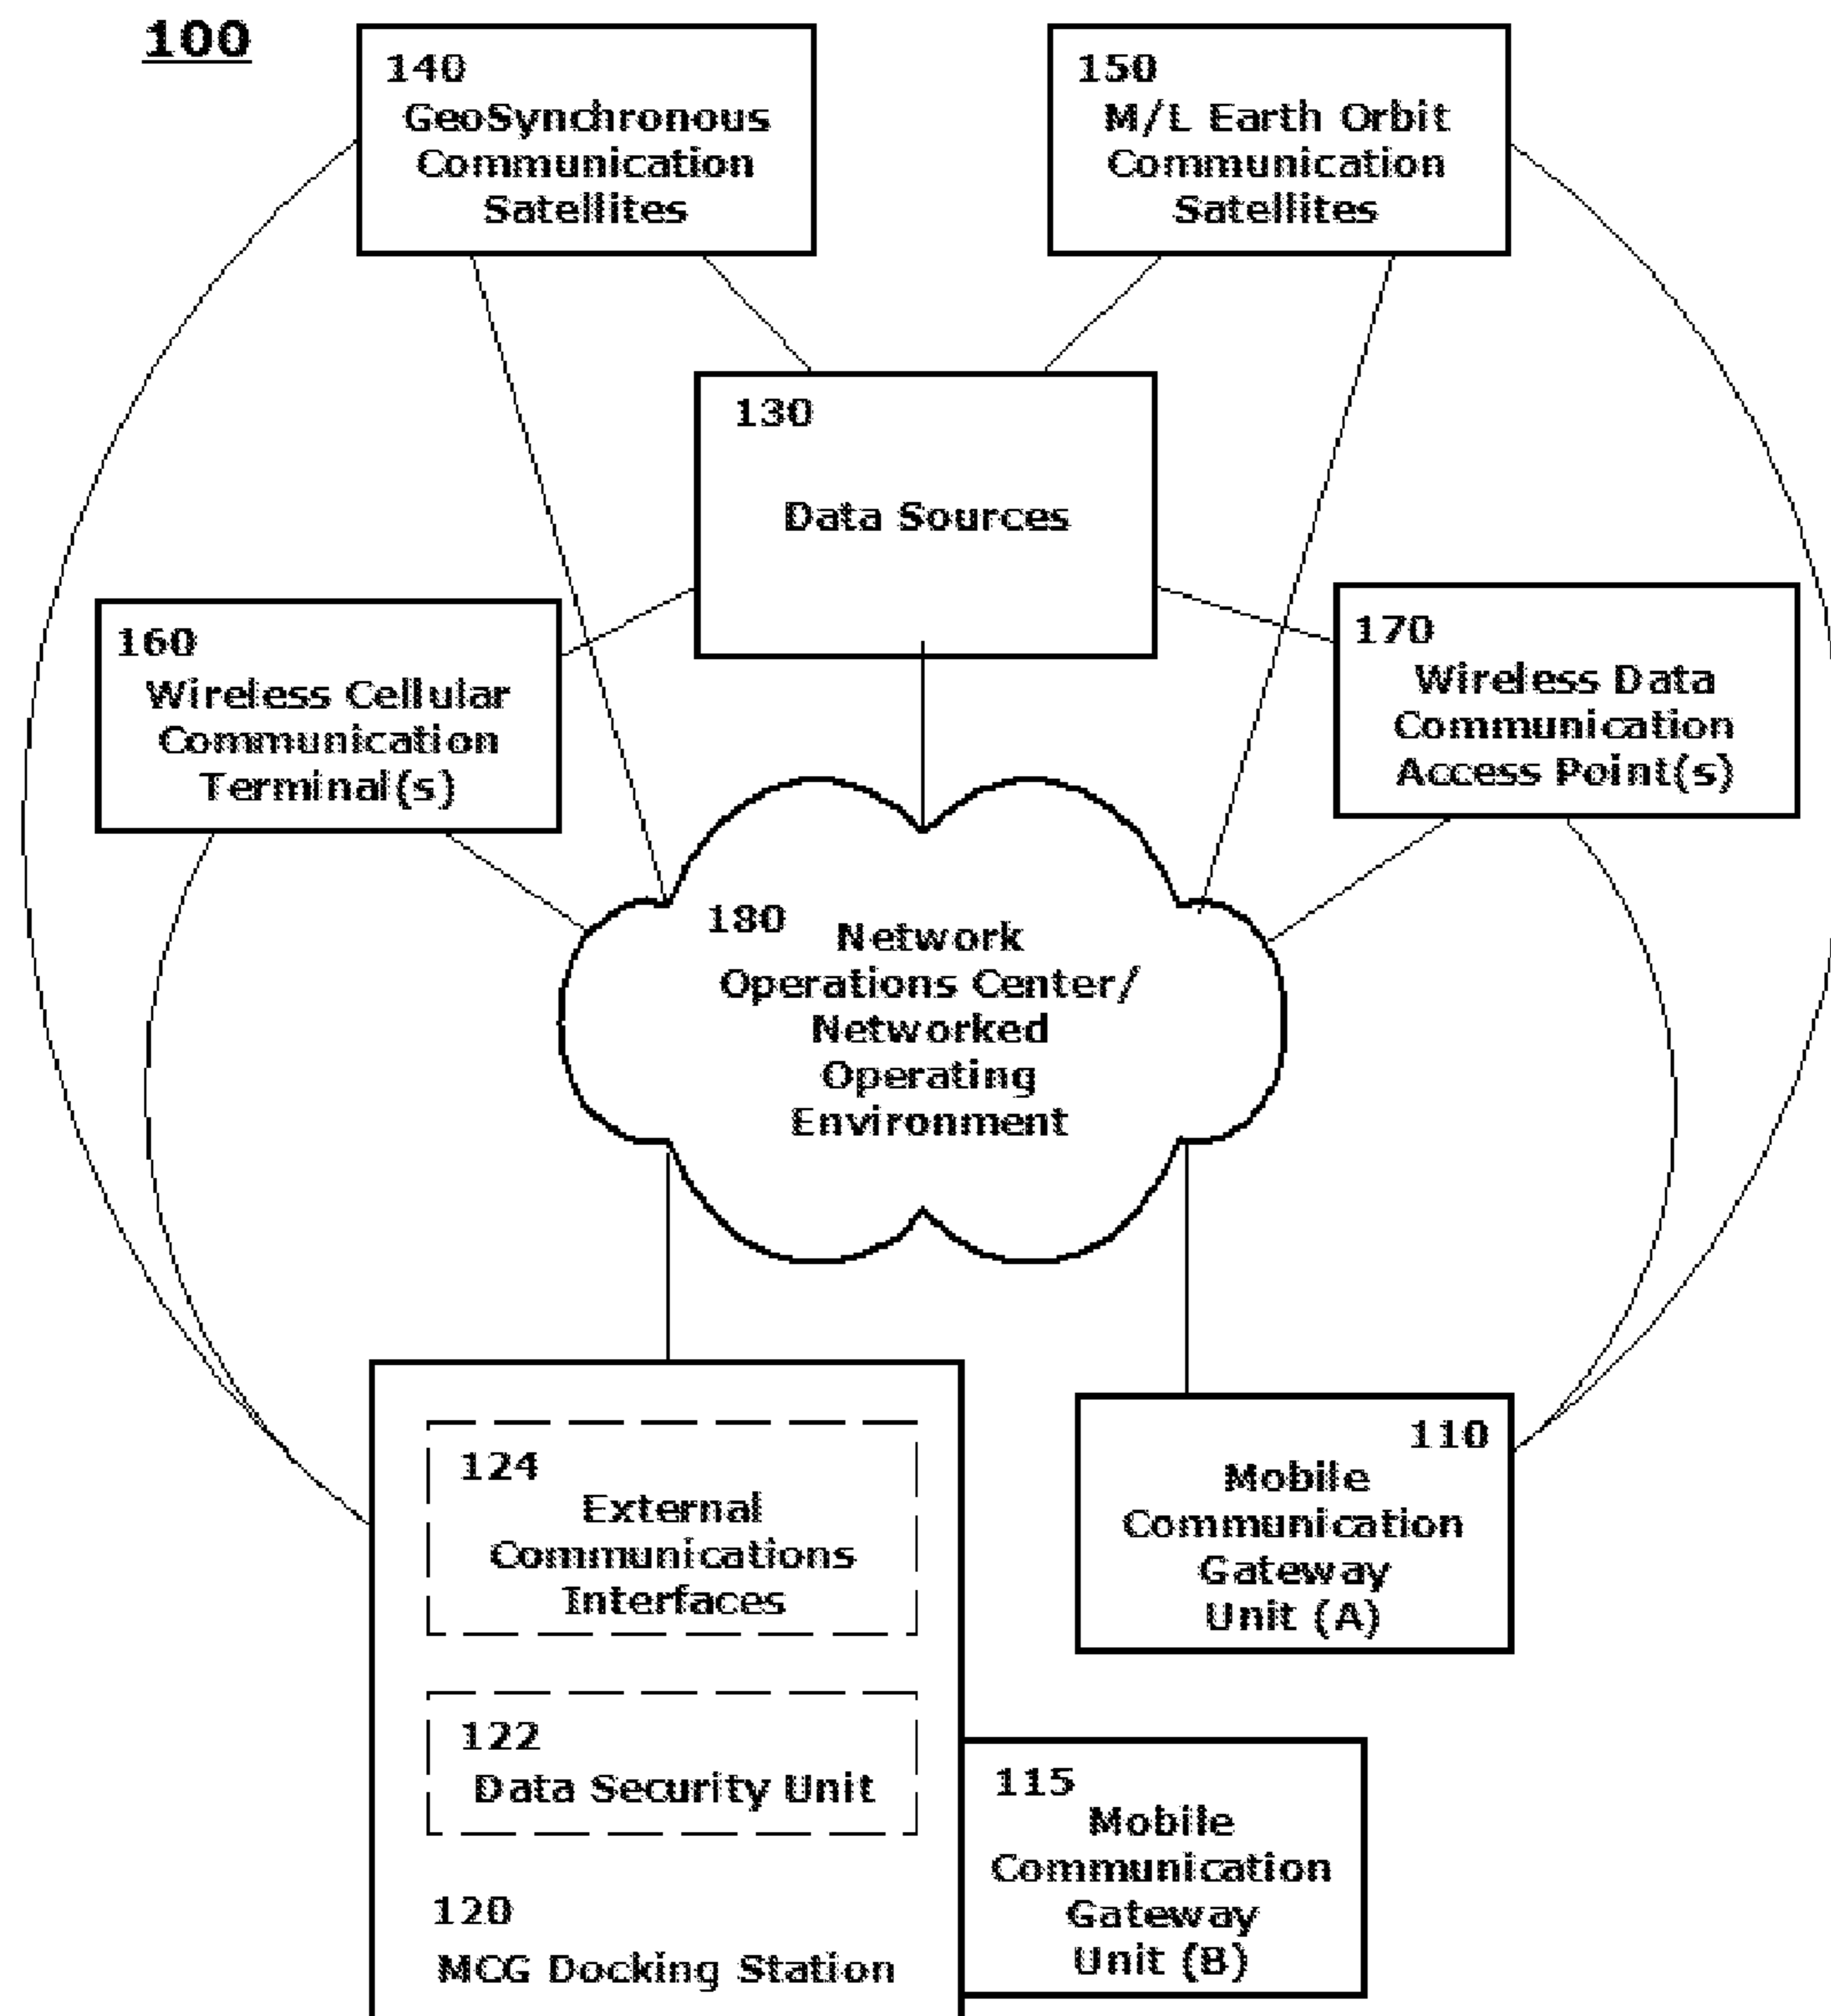 100
140
GeoSynchronous
Communication
Satellites
150
M/L Earth Orbit
Communication
Satellites
130
Data Sources
160
Wireless Cellular
Communication
Terminal(s)
170
Wireless Data
Communication
Access Point(s)
180
Network
Operations Center/
Networked
Operating
Environment
124
External
Communications
Interfaces
110
Mobile
Communication
Gateway
Unit (A)
122
Data Security Unit
115
Mobile
Communication
Gateway
Unit (B)
120
MCG Docking Station